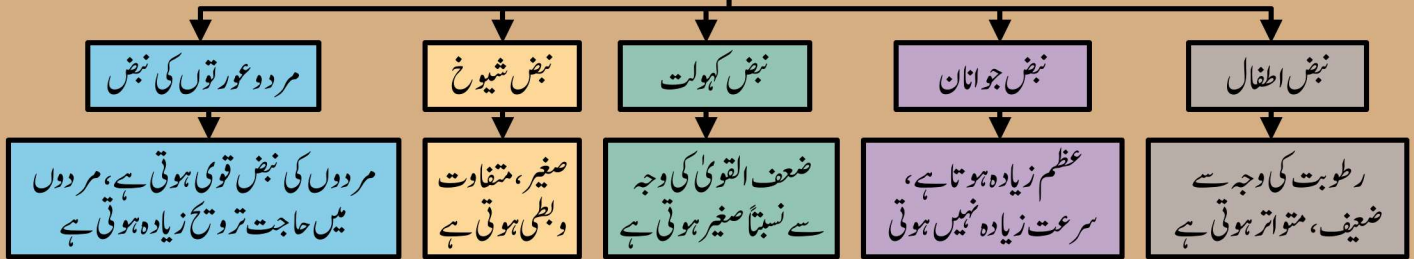 نبض اطفال
رطوبت کی وجہ سے
ضعیف، متواتر ہوتی ہے
نبض جوانان
عظم زیادہ ہوتا ہے،
سرعت زیادہ نہیں ہوتی
نبض کہولت
ضعف القویٰ کی وجہ
سے نسبتاً صغیر ہوتی ہے
نبض شیوخ
صغیر، متفاوت
و بطی ہوتی ہے
مرد و عورتوں کی نبض
مردوں کی نبض قوی ہوتی ہے، مردوں
میں حاجت ترویح زیادہ ہوتی ہے